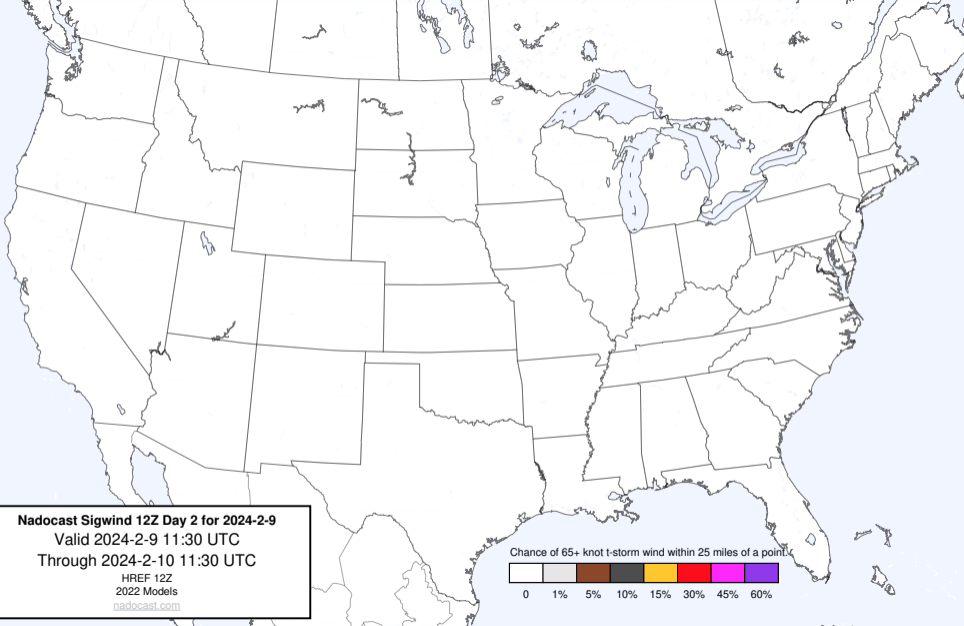 Nadocast Sigwind 12Z Day 2 for 2024-2-9
Valid 2024-2-9 11:30 UTC
Through 2024-2-10 11:30 UTC
HREF 12Z
2022 Models
nadocast.com
Chance of 65+ knot t-storm wind within 25 miles of a point.
0 1% 5% 10% 15% 30% 45% 60%